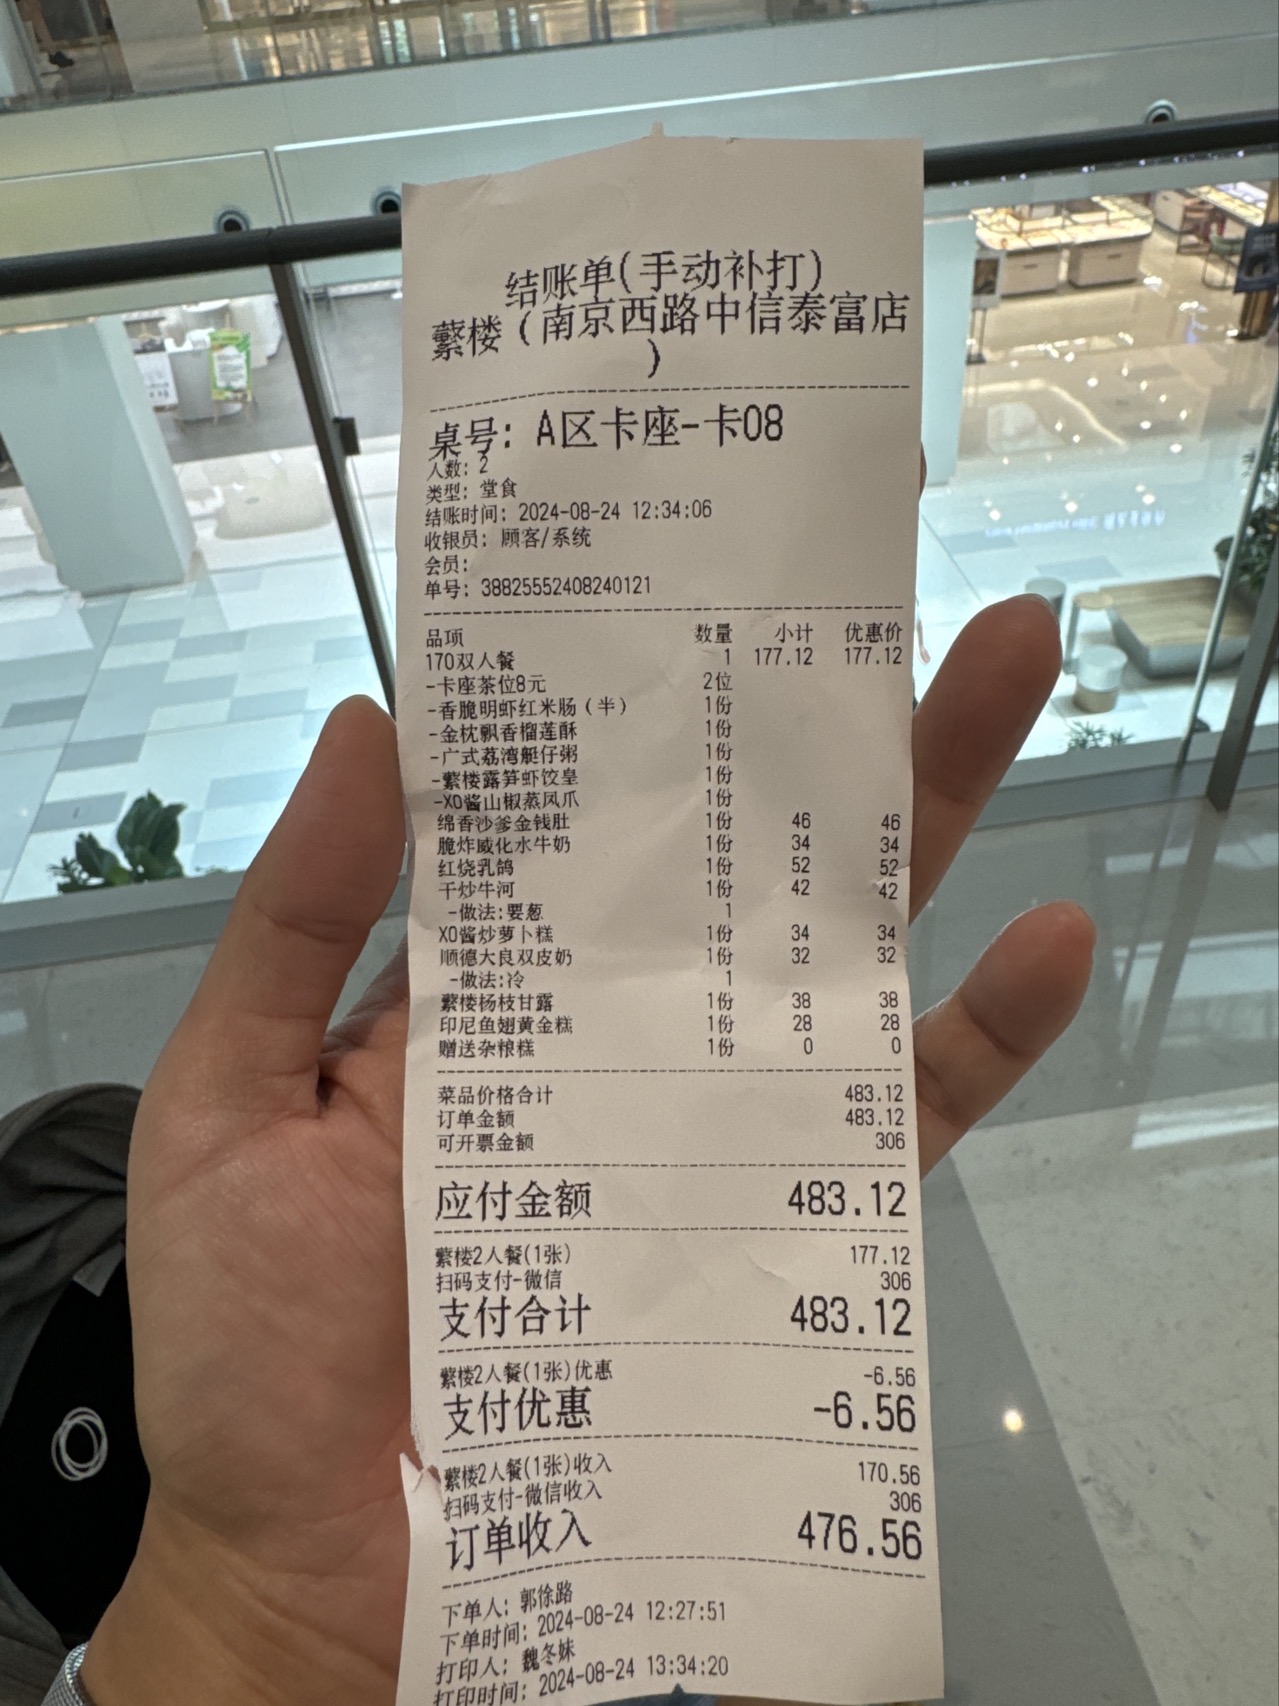 结账单(手动补打)
蘩楼（南京西路中信泰富店
）
桌号: A区卡座-卡08
人数: 2
类型: 堂食
结账时间: 2024-08-24 12:34:06
收银员: 顾客/系统
会员:
单号: 38825552408240121
品项 数量 小计 优惠价
170双人餐 1 177.12 177.12
-卡座茶位8元 2位
-香脆明虾红米肠（半） 1份
-金枕飘香榴莲酥 1份
-广式荔湾艇仔粥 1份
-蘩楼露笋虾饺皇 1份
-XO酱山椒蒸凤爪 1份
绵香沙爹金钱肚 1份 46 46
脆炸威化水牛奶 1份 34 34
红烧乳鸽 1份 52 52
干炒牛河 1份 42 42
-做法:要葱 1
XO酱炒萝卜糕 1份 34 34
顺德大良双皮奶 1份 32 32
-做法:冷 1
蘩楼杨枝甘露 1份 38 38
印尼鱼翅黄金糕 1份 28 28
赠送杂粮糕 1份 0 0
菜品价格合计 483.12
订单金额 483.12
可开票金额 306
应付金额 483.12
蘩楼2人餐(1张) 177.12
扫码支付-微信 306
支付合计 483.12
蘩楼2人餐(1张)优惠 -6.56
支付优惠 -6.56
蘩楼2人餐(1张)收入 170.56
扫码支付-微信收入 306
订单收入 476.56
下单人: 郭徐路
下单时间: 2024-08-24 12:27:51
打印人: 魏冬妹
打印时间: 2024-08-24 13:34:20